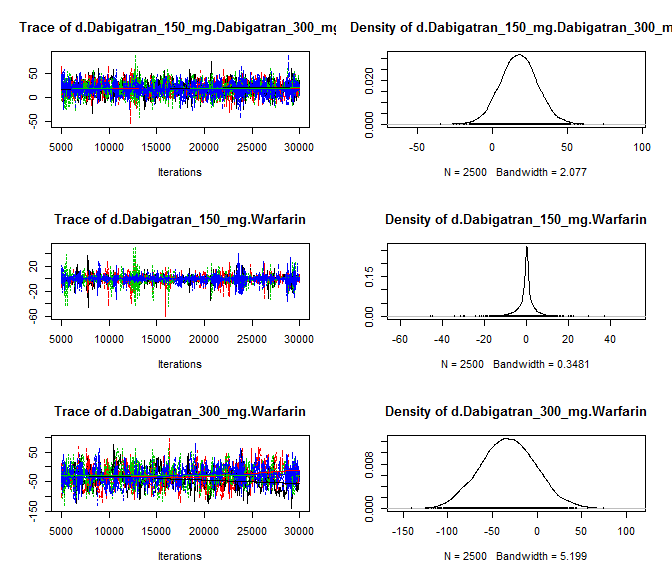 Trace of d.Dabigatran_150_mg.Dabigatran_300_mg
Density of d.Dabigatran_150_mg.Dabigatran_300_m
50
0
-50
5000 10000 15000 20000 25000 30000
Iterations
0.020
0.000
-50 0 50 100
N = 2500 Bandwidth = 2.077
Trace of d.Dabigatran_150_mg.Warfarin
Density of d.Dabigatran_150_mg.Warfarin
20
-20
-60
5000 10000 15000 20000 25000 30000
Iterations
0.15
0.00
-60 -40 -20 0 20 40
N = 2500 Bandwidth = 0.3481
Trace of d.Dabigatran_300_mg.Warfarin
Density of d.Dabigatran_300_mg.Warfarin
50
-50
-150
5000 10000 15000 20000 25000 30000
Iterations
0.008
0.000
-150 -100 -50 0 50 100
N = 2500 Bandwidth = 5.199